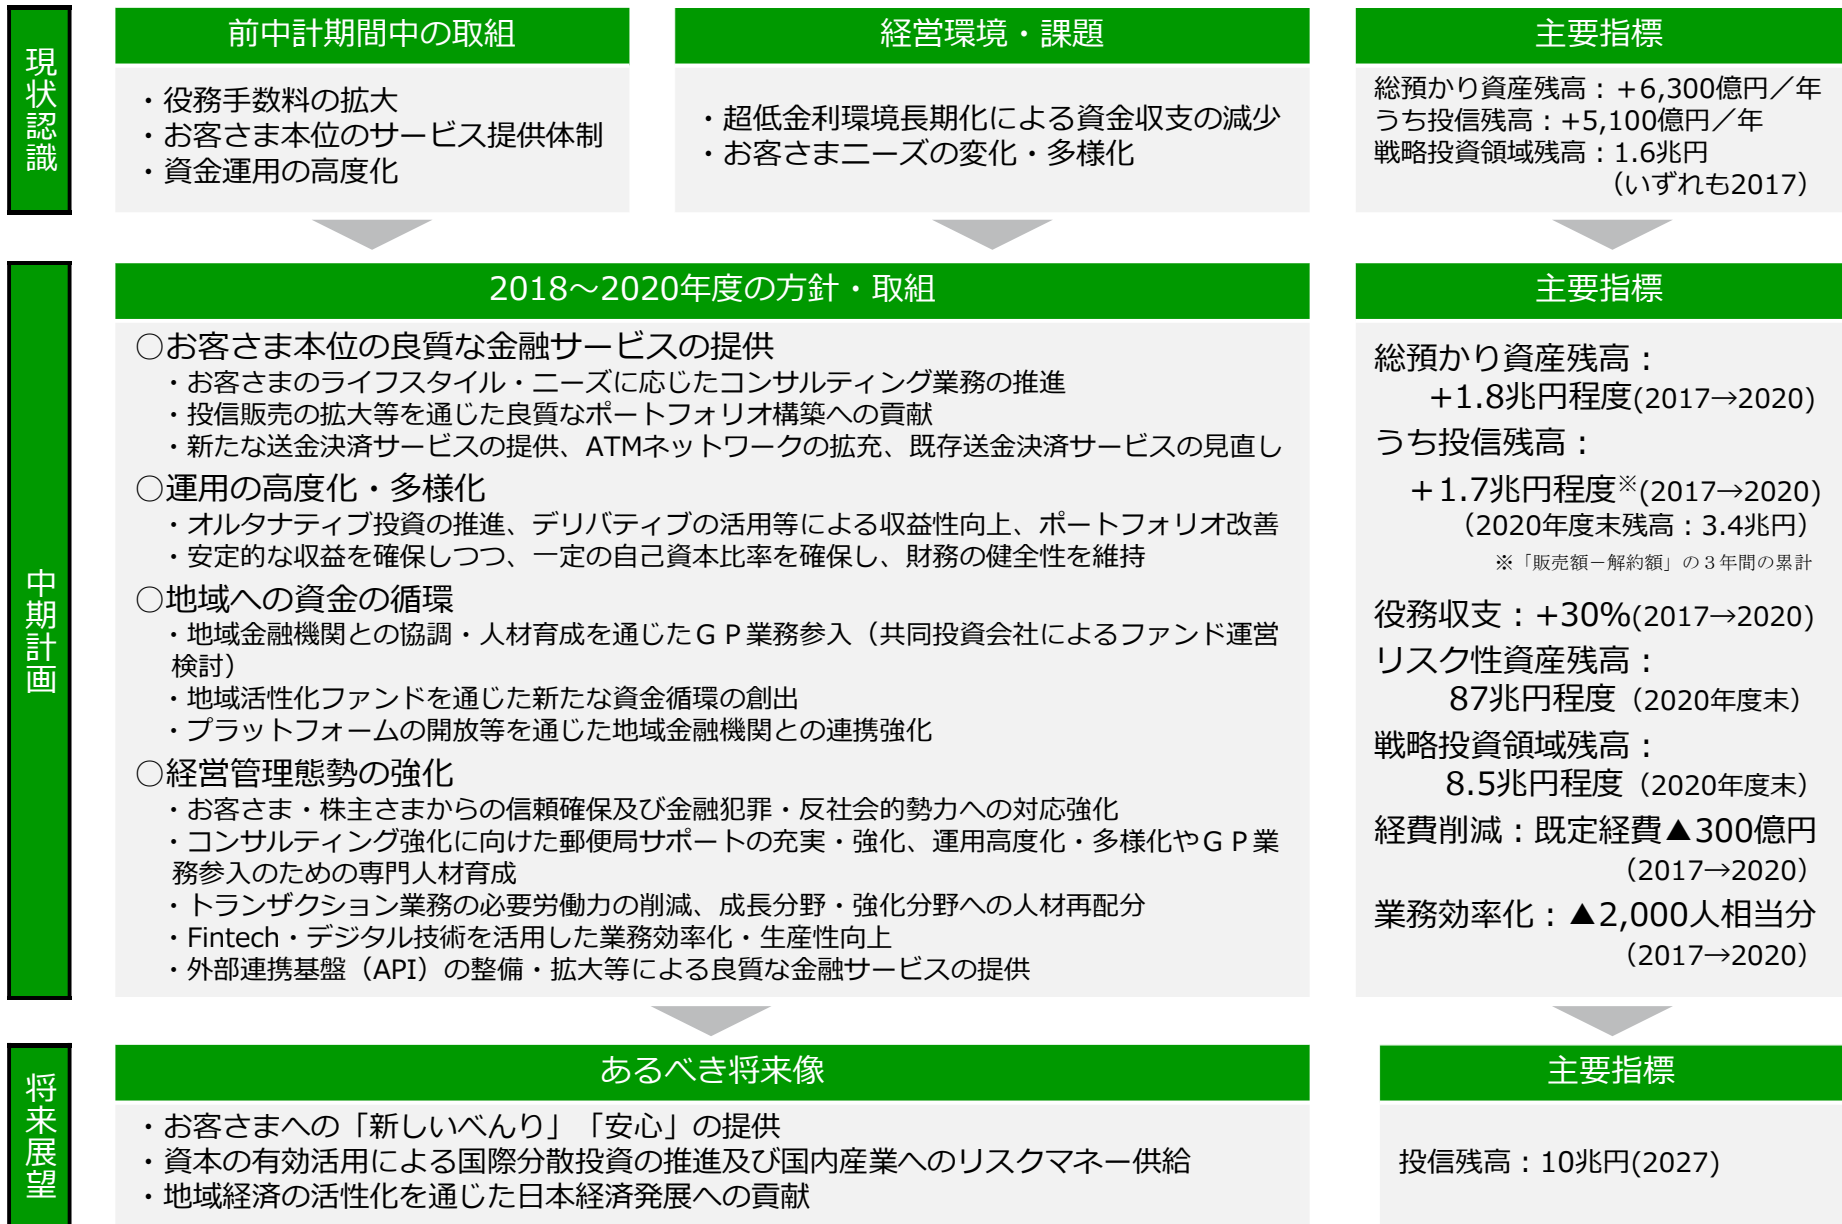 現状認識
前中計期間中の取組
・役務手数料の拡大
・お客さま本位のサービス提供体制
・資金運用の高度化
経営環境・課題
・超低金利環境長期化による資金収支の減少
・お客さまニーズの変化・多様化
主要指標
総預かり資産残高：＋6,300億円／年
うち投信残高：+5,100億円／年
戦略投資領域残高：1.6兆円
（いずれも2017）
中期計画
2018～2020年度の方針・取組
○お客さま本位の良質な金融サービスの提供
・お客さまのライフスタイル・ニーズに応じたコンサルティング業務の推進
・投信販売の拡大等を通じた良質なポートフォリオ構築への貢献
・新たな送金決済サービスの提供、ATMネットワークの拡充、既存送金決済サービスの見直し
○運用の高度化・多様化
・オルタナティブ投資の推進、デリバティブの活用等による収益性向上、ポートフォリオ改善
・安定的な収益を確保しつつ、一定の自己資本比率を確保し、財務の健全性を維持
○地域への資金の循環
・地域金融機関との協調・人材育成を通じたＧＰ業務参入（共同投資会社によるファンド運営
検討）
・地域活性化ファンドを通じた新たな資金循環の創出
・プラットフォームの開放等を通じた地域金融機関との連携強化
○経営管理態勢の強化
・お客さま・株主さまからの信頼確保及び金融犯罪・反社会的勢力への対応強化
・コンサルティング強化に向けた郵便局サポートの充実・強化、運用高度化・多様化やＧＰ業
務参入のための専門人材育成
・トランザクション業務の必要労働力の削減、成長分野・強化分野への人材再配分
・Fintech・デジタル技術を活用した業務効率化・生産性向上
・外部連携基盤（API）の整備・拡大等による良質な金融サービスの提供
主要指標
総預かり資産残高：
+1.8兆円程度(2017→2020)
うち投信残高：
＋1.7兆円程度※(2017→2020)
（2020年度末残高：3.4兆円）
※「販売額－解約額」の３年間の累計
役務収支：+30%(2017→2020)
リスク性資産残高：
87兆円程度（2020年度末）
戦略投資領域残高：
8.5兆円程度（2020年度末）
経費削減：既定経費▲300億円
（2017→2020）
業務効率化：▲2,000人相当分
（2017→2020）
将来展望
あるべき将来像
・お客さまへの「新しいべんり」「安心」の提供
・資本の有効活用による国際分散投資の推進及び国内産業へのリスクマネー供給
・地域経済の活性化を通じた日本経済発展への貢献
主要指標
投信残高：10兆円(2027)